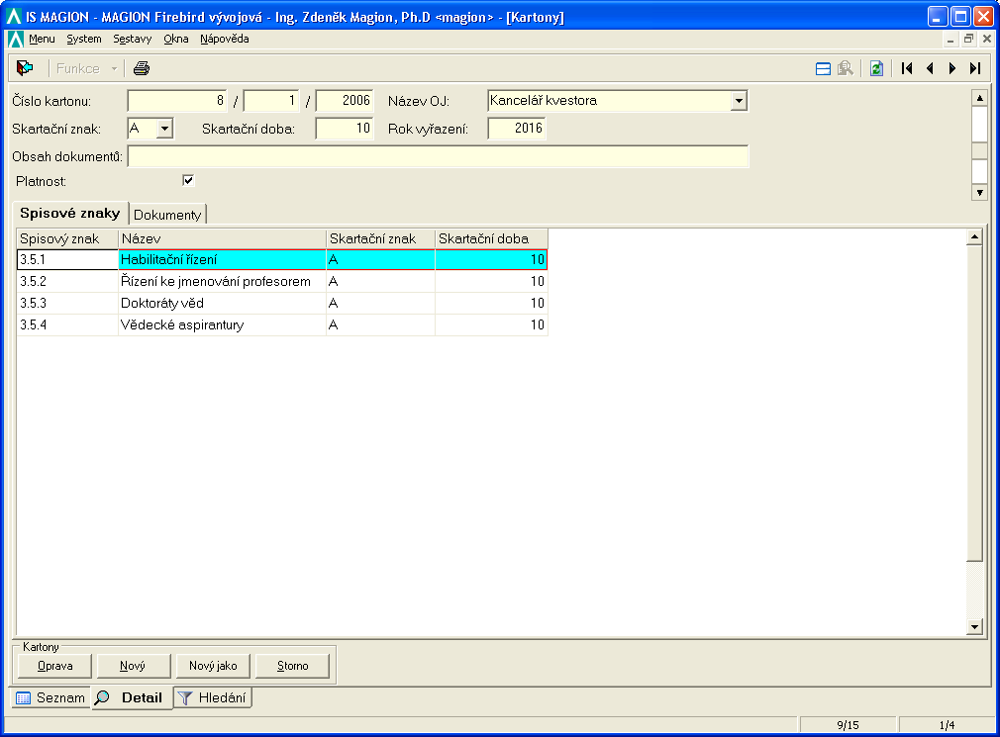 IS MAGION - MAGION Firebird vývojová - Ing. Zdeněk Magion, Ph.D <magion> - [Kartony]
Menu System Sestavy Okna Nápověda
Funkce
Číslo kartonu: 8 / 1 / 2006 Název OJ: Kancelář kvestora
Skartační znak: A Skartační doba: 10 Rok vyřazení: 2016
Obsah dokumentů:
Platnost:
Spisové znaky Dokumenty
Spisový znak Název Skartační znak Skartační doba
3.5.1 Habilitační řízení A 10
3.5.2 Řízení ke jmenování profesorem A 10
3.5.3 Doktoráty věd A 10
3.5.4 Vědecké aspirantury A 10
Kartony
Oprava Nový Nový jako Storno
Seznam Detail Hledání
9/15 1/4